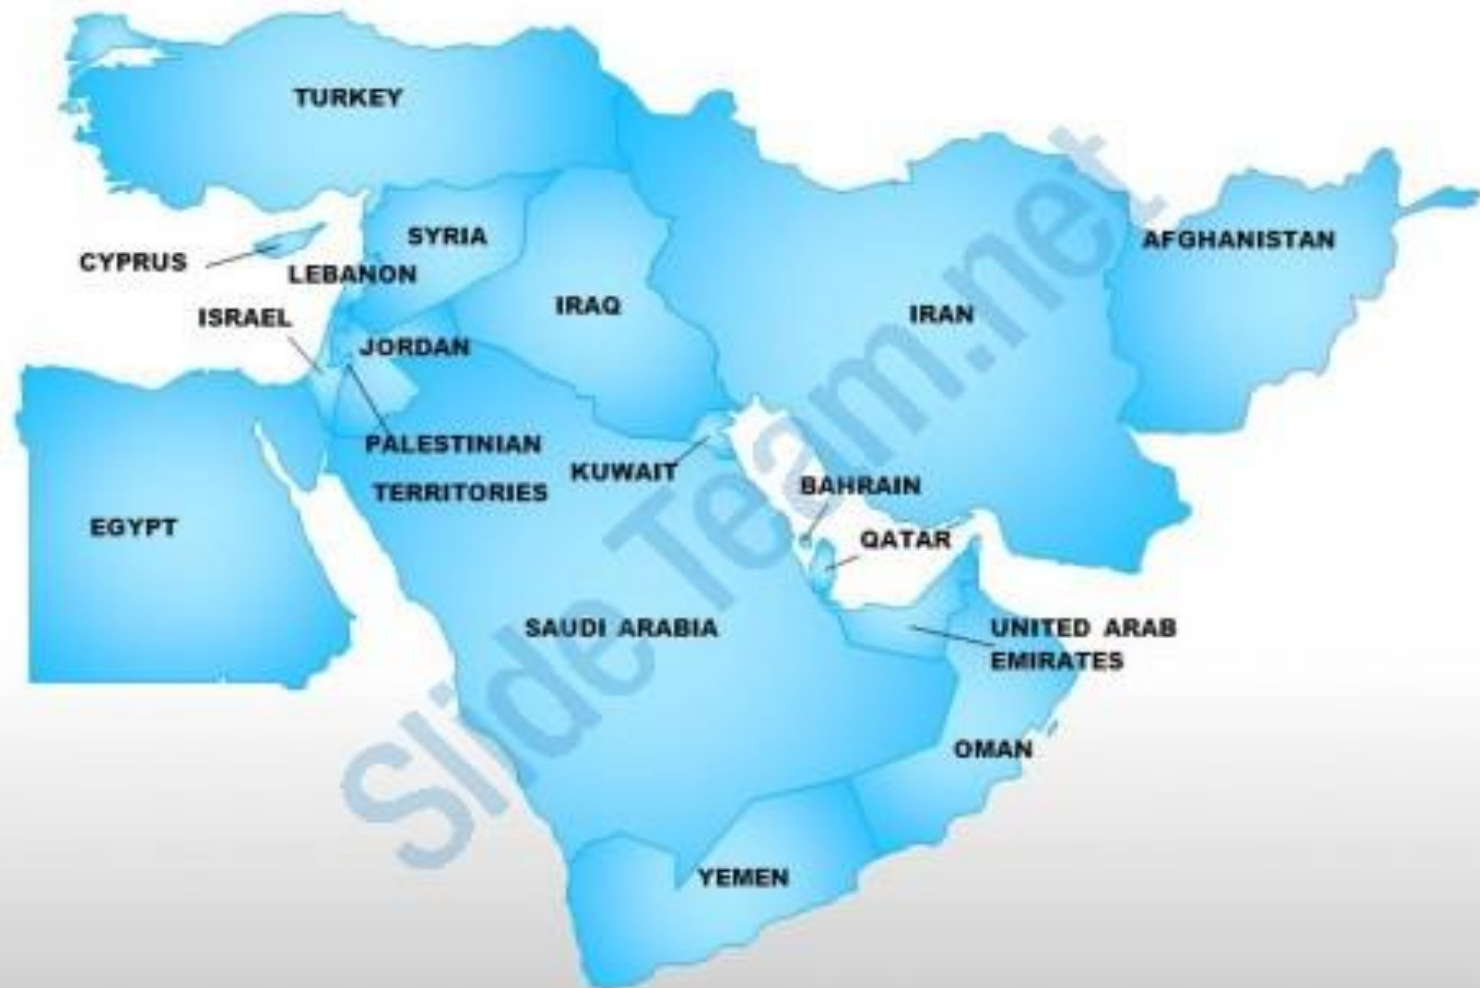 TURKEY
SYRIA
AFGHANISTAN
CYPRUS
LEBANON
IRAQ
IRAN
ISRAEL
JORDAN
PALESTINIAN
TERRITORIES
KUWAIT
BAHRAIN
EGYPT
QATAR
SAUDI ARABIA
UNITED ARAB
EMIRATES
OMAN
YEMEN
Slide Team.net